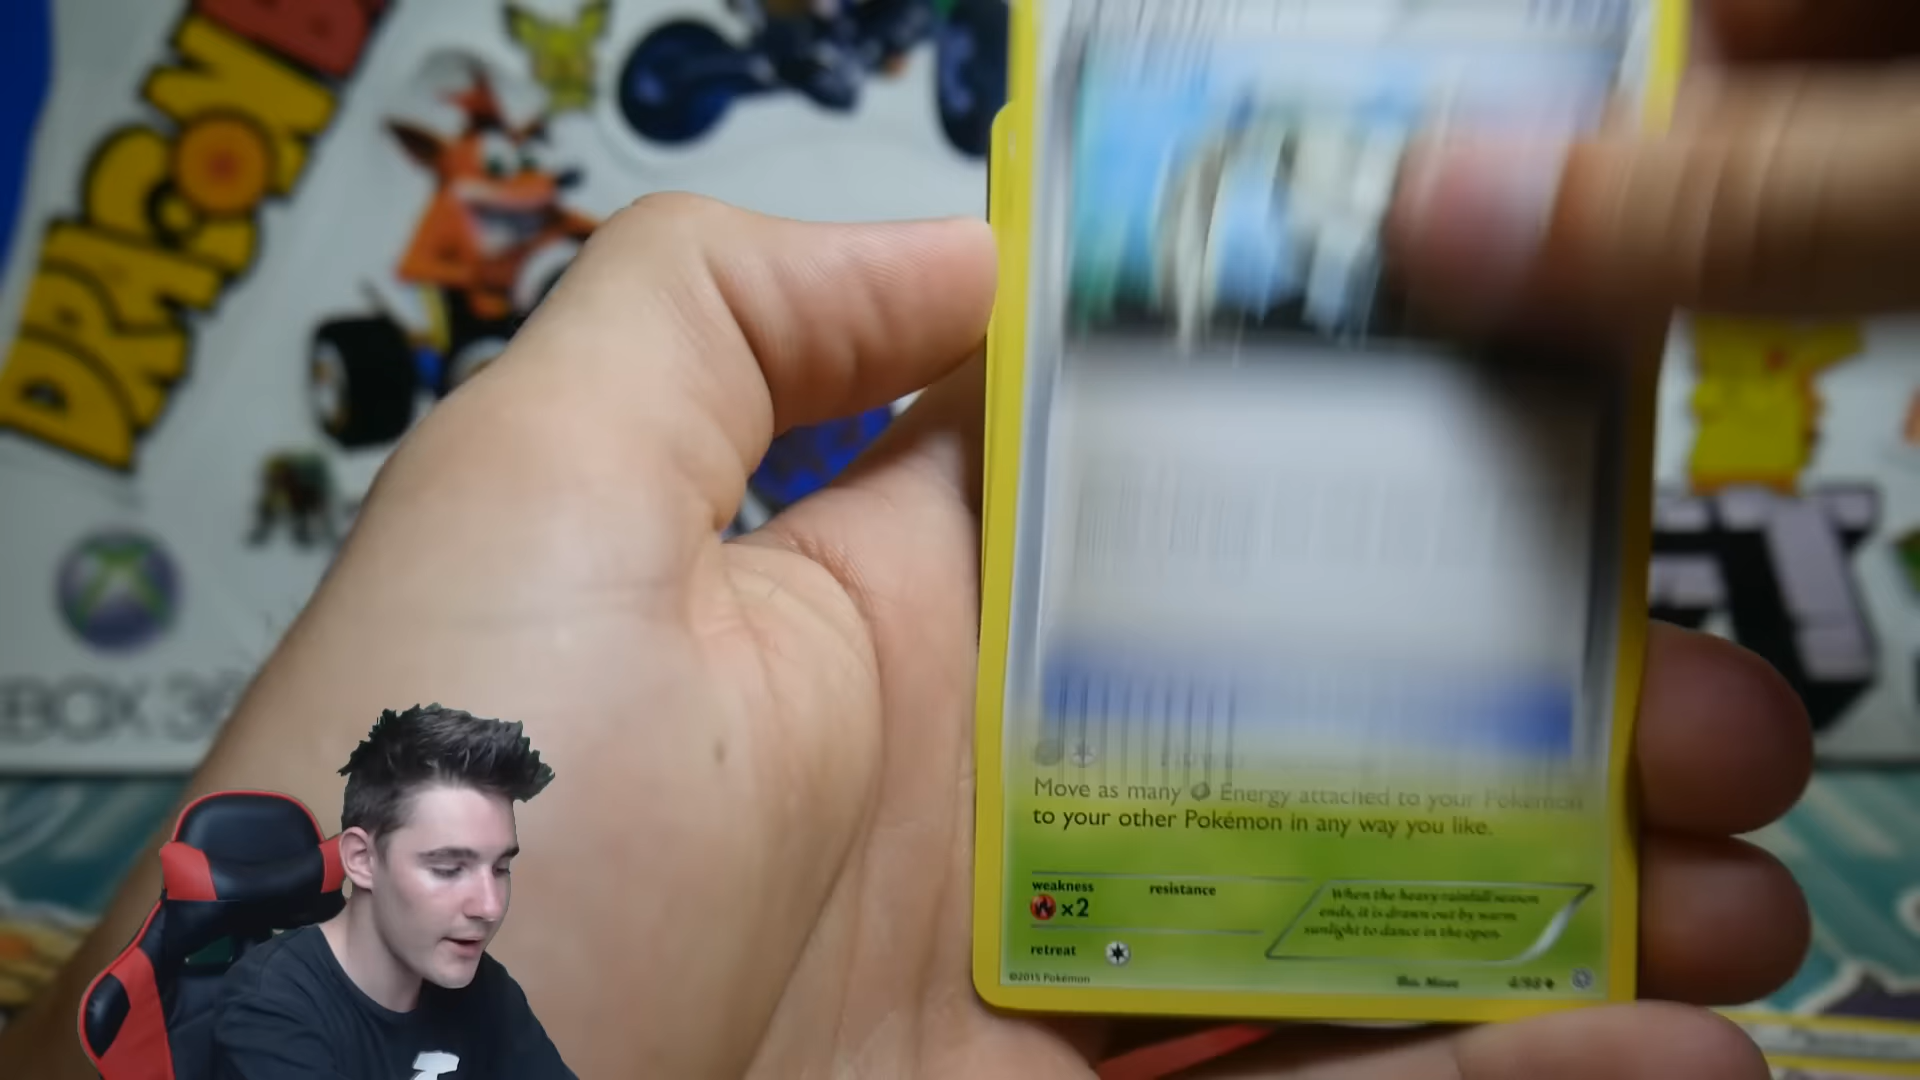 DRAGON B
XBOX 360
Move as many Energy attached to your Pokémon
to your other Pokémon in any way you like.
weakness
resistance
×2
When the heavy rainfall season
ends, it is drawn out by warm
sunlight to dance in the open.
retreat
©2015 Pokémon